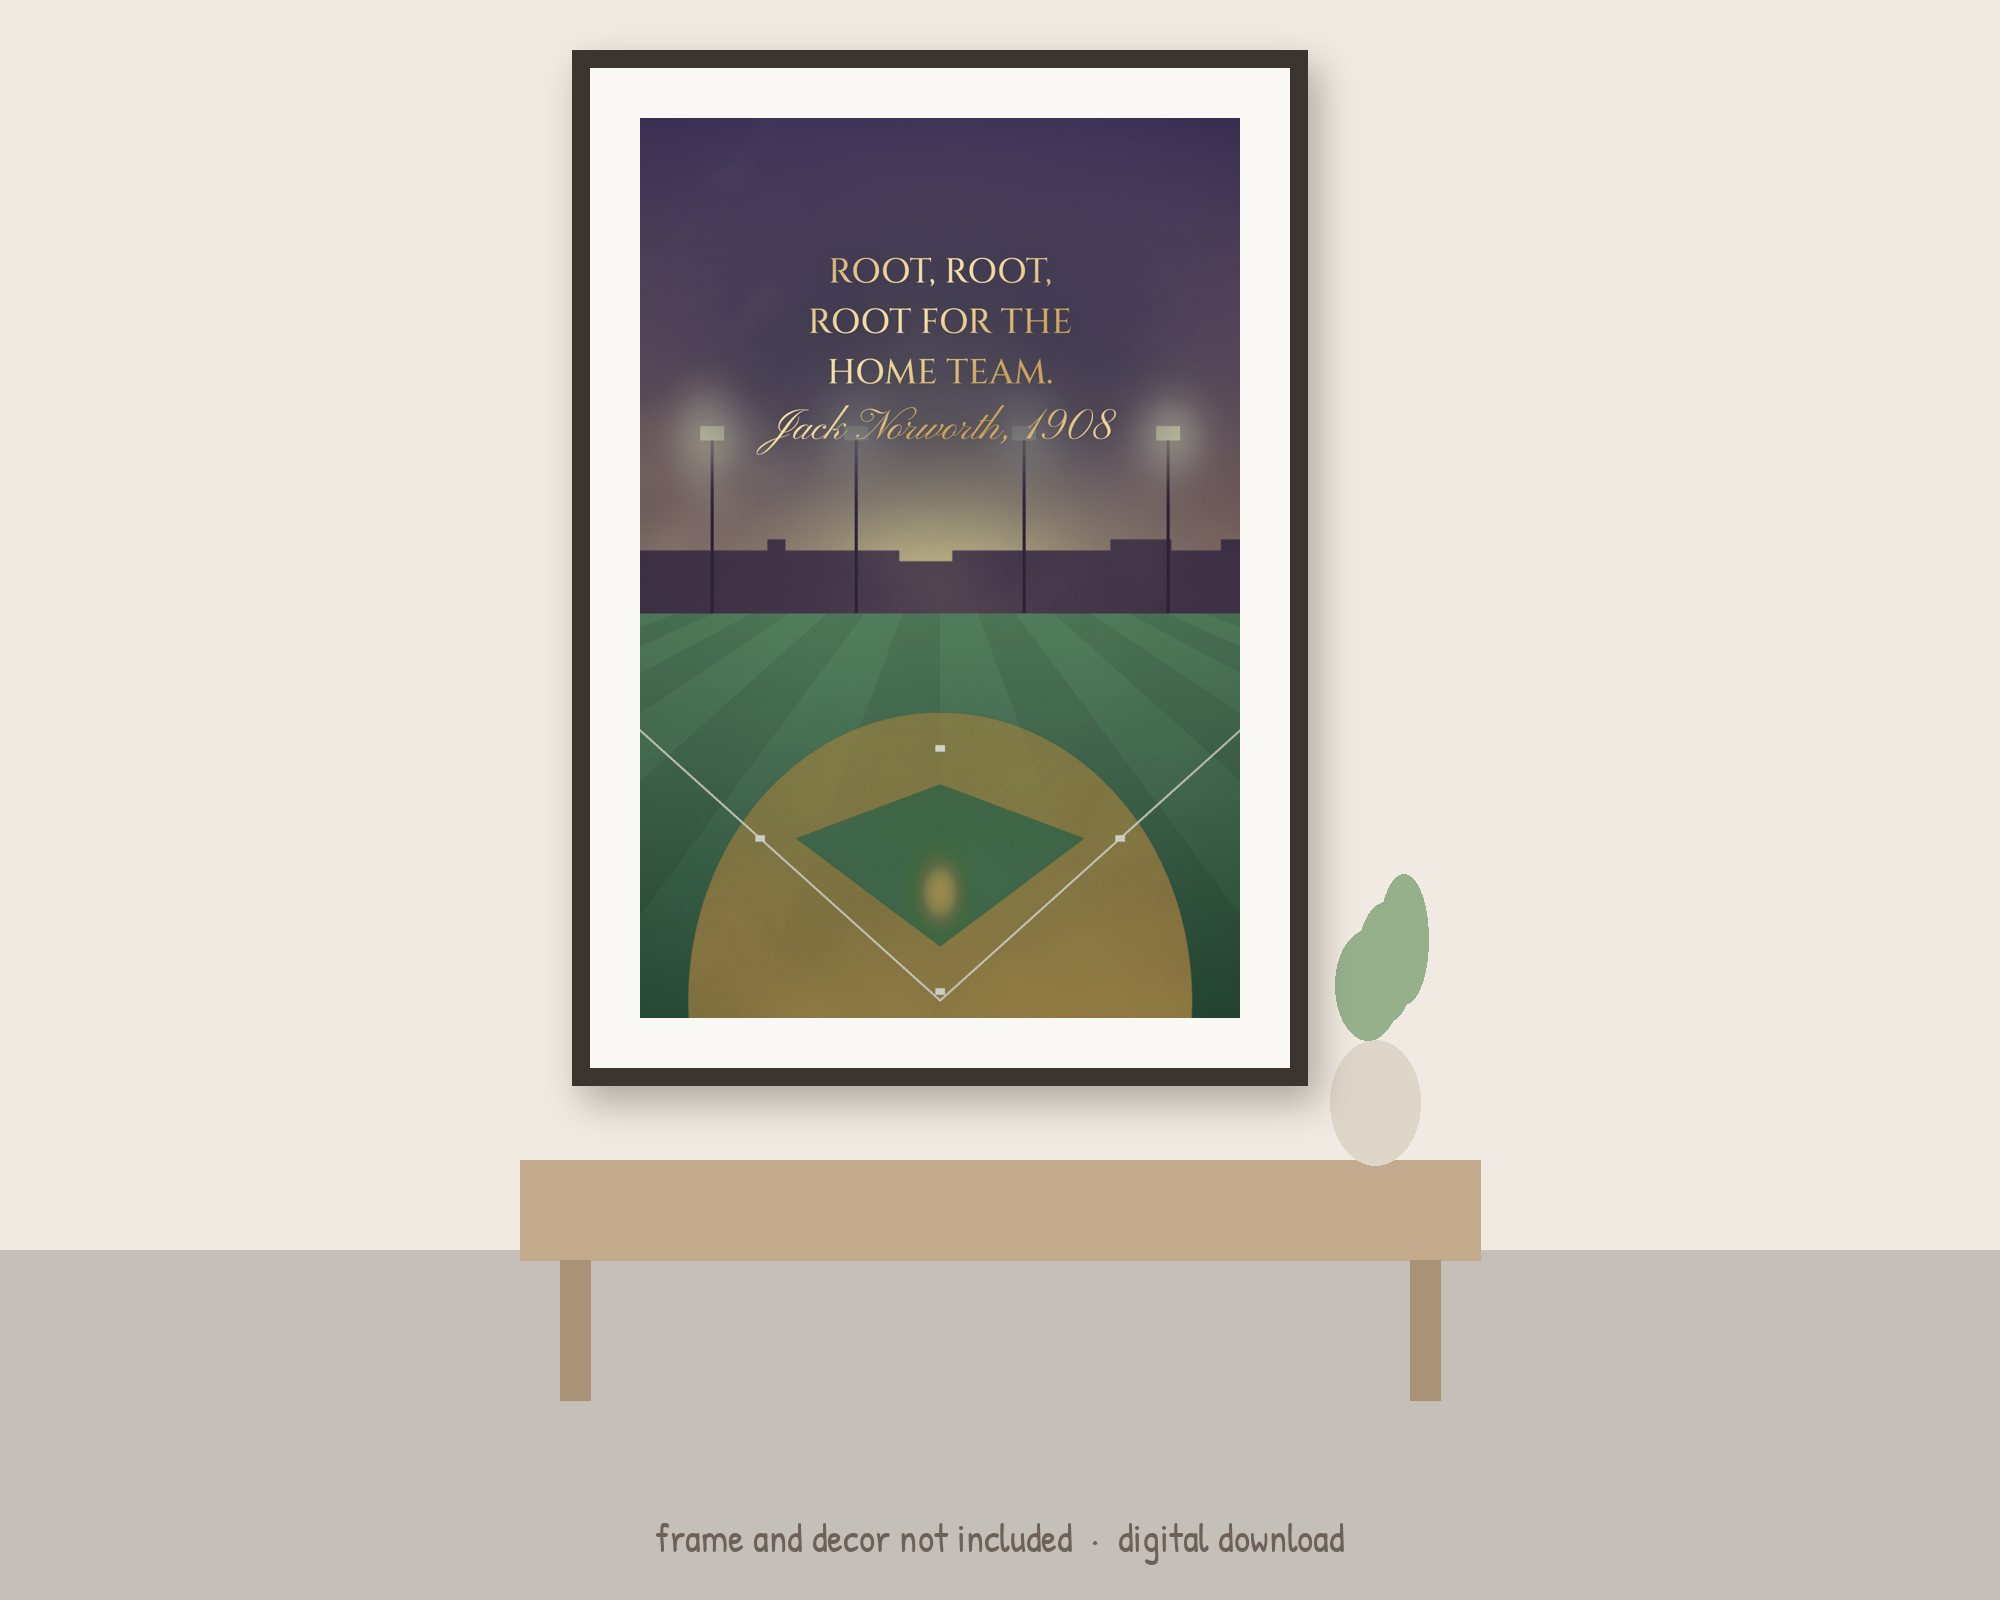 ROOT, ROOT,
ROOT FOR THE
HOME TEAM.
Jack Norworth, 1908
frame and decor not included · digital download